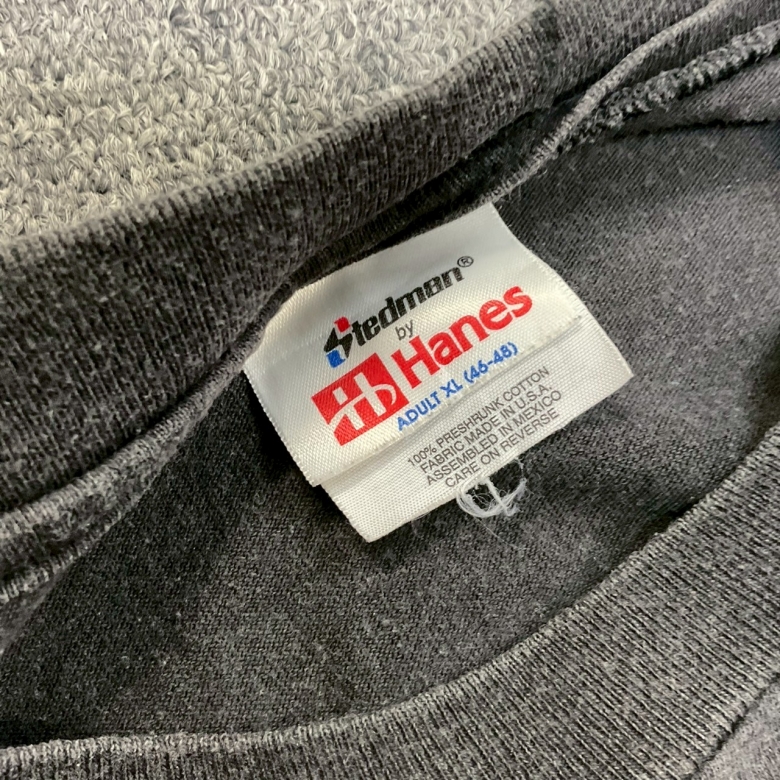 Stedman®
by
Hanes
ADULT XL (46-48)
100% PRESHRUNK COTTON
FABRIC MADE IN U.S.A.
ASSEMBLED IN MEXICO
CARE ON REVERSE